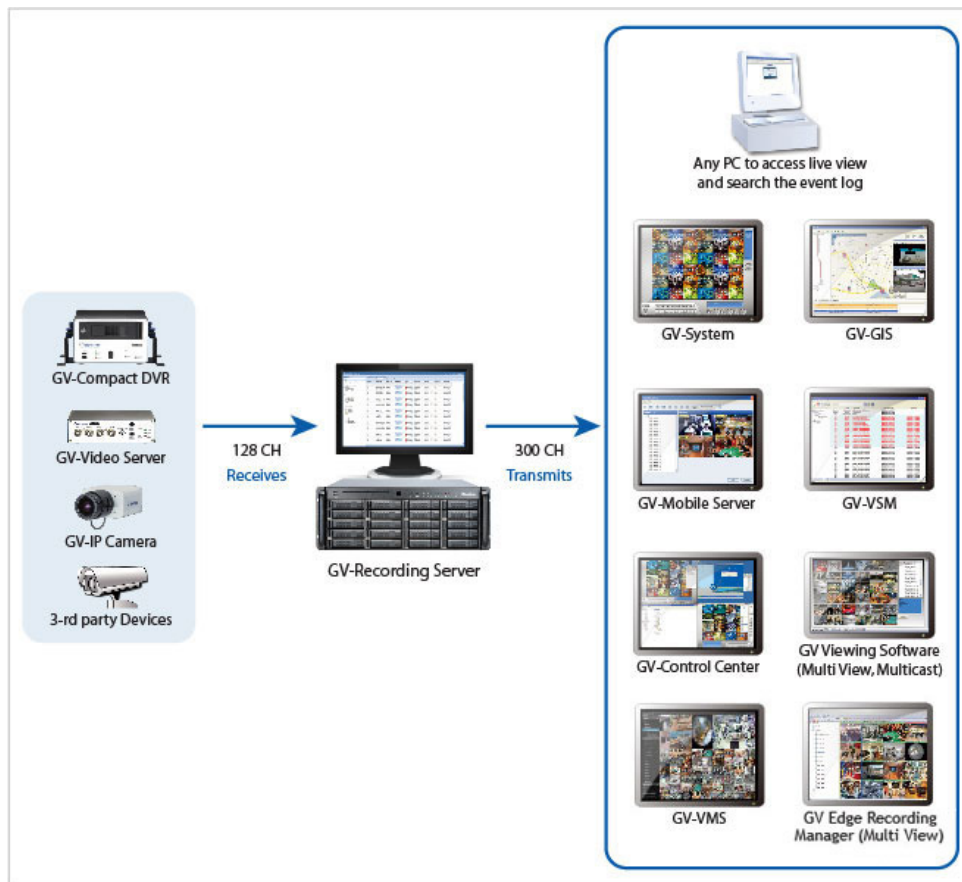 Any PC to access live view
and search the event log
GV-System
GV-GIS
GV-Compact DVR
GV-Video Server
GV-IP Camera
3-rd party Devices
128 CH
Receives
GV-Recording Server
300 CH
Transmits
GV-Mobile Server
GV-VSM
GV-Control Center
GV Viewing Software
(Multi View, Multicast)
GV-VMS
GV Edge Recording
Manager (Multi View)